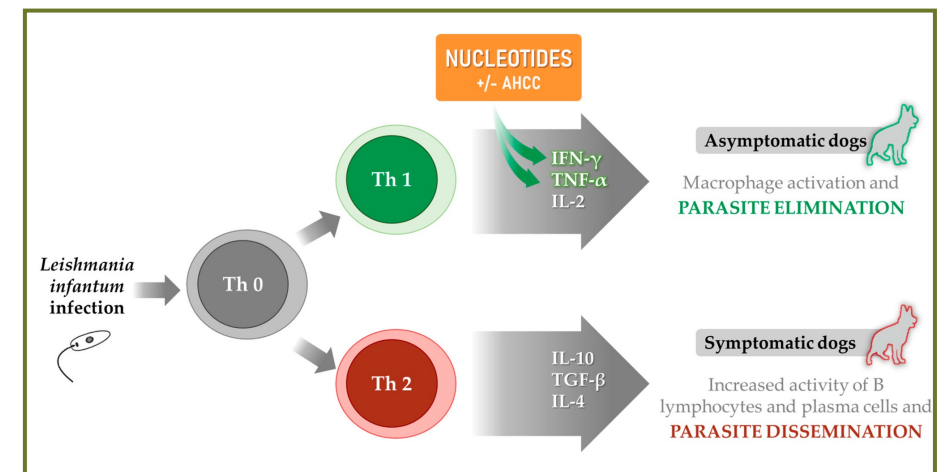 NUCLEOTIDES
+/- AHCC
Th 1
IFN-γ
TNF-α
IL-2
Asymptomatic dogs
Macrophage activation and
PARASITE ELIMINATION
Leishmania
infantum
infection
Th 0
Th 2
IL-10
TGF-β
IL-4
Symptomatic dogs
Increased activity of B
lymphocytes and plasma cells and
PARASITE DISSEMINATION